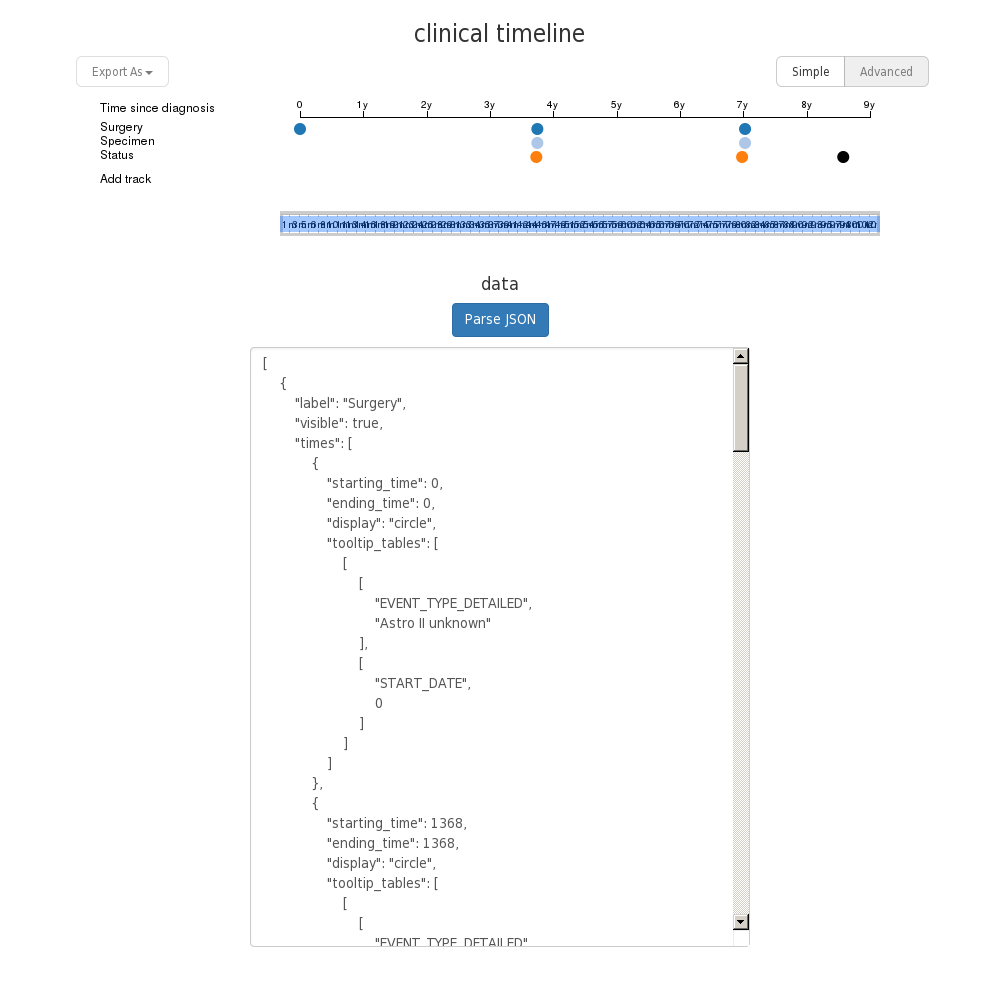 clinical timeline
Export As
Simple Advanced
Time since diagnosis 0 1y 2y 3y 4y 5y 6y 7y 8y 9y
Surgery
Specimen
Status
Add track
data
Parse JSON
[
{
"label": "Surgery",
"visible": true,
"times": [
{
"starting_time": 0,
"ending_time": 0,
"display": "circle",
"tooltip_tables": [
[
[
"EVENT_TYPE_DETAILED",
"Astro II unknown"
],
[
"START_DATE",
0
]
]
]
},
{
"starting_time": 1368,
"ending_time": 1368,
"display": "circle",
"tooltip_tables": [
[
[
"EVENT_TYPE_DETAILED"